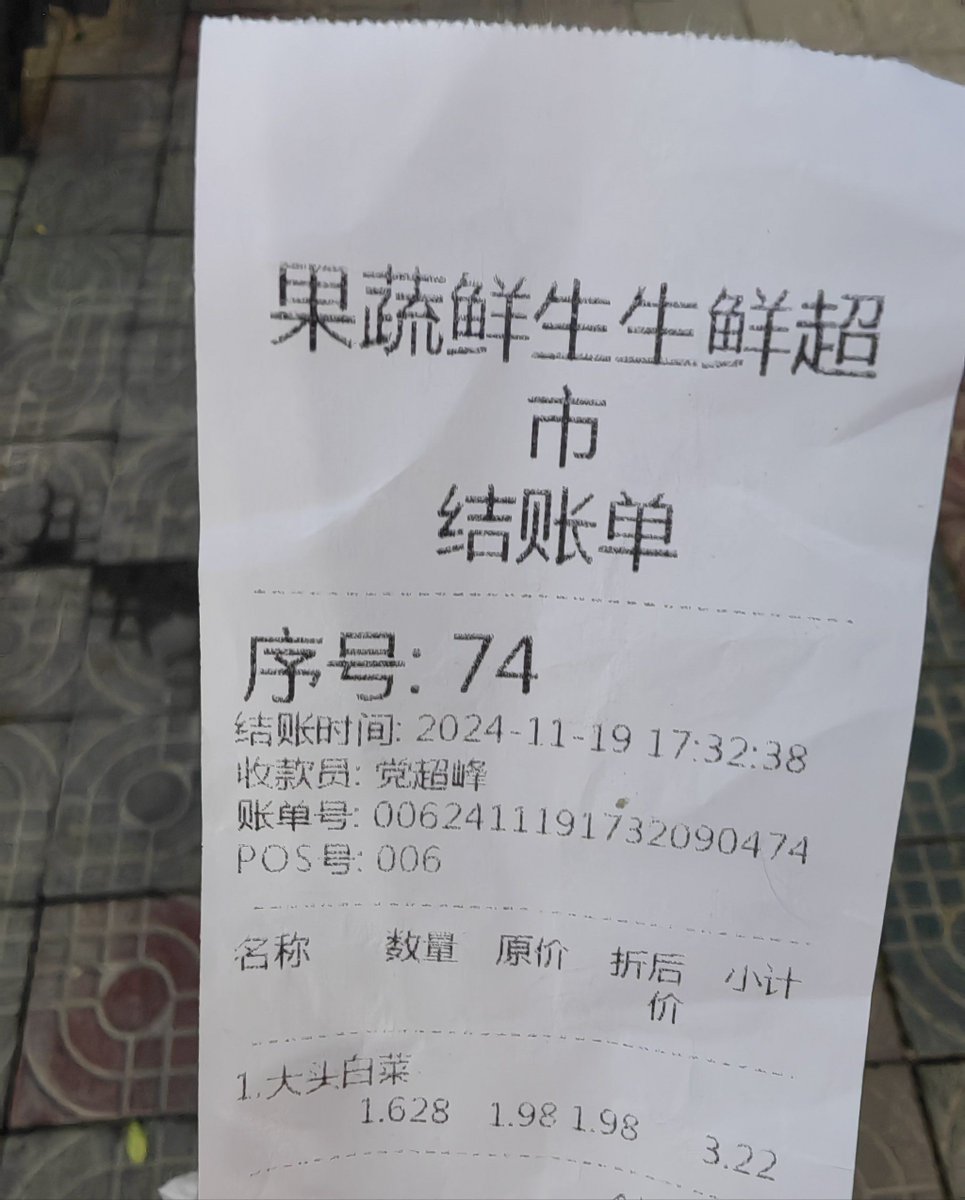 果蔬鲜生生鲜超
市
结账单
序号: 74
结账时间: 2024-11-19 17:32:38
收款员: 党超峰
账单号: 0062411191732090474
POS号: 006
名称 数量 原价 折后 小计
价
1.大头白菜
1.628 1.98 1.98 3.22